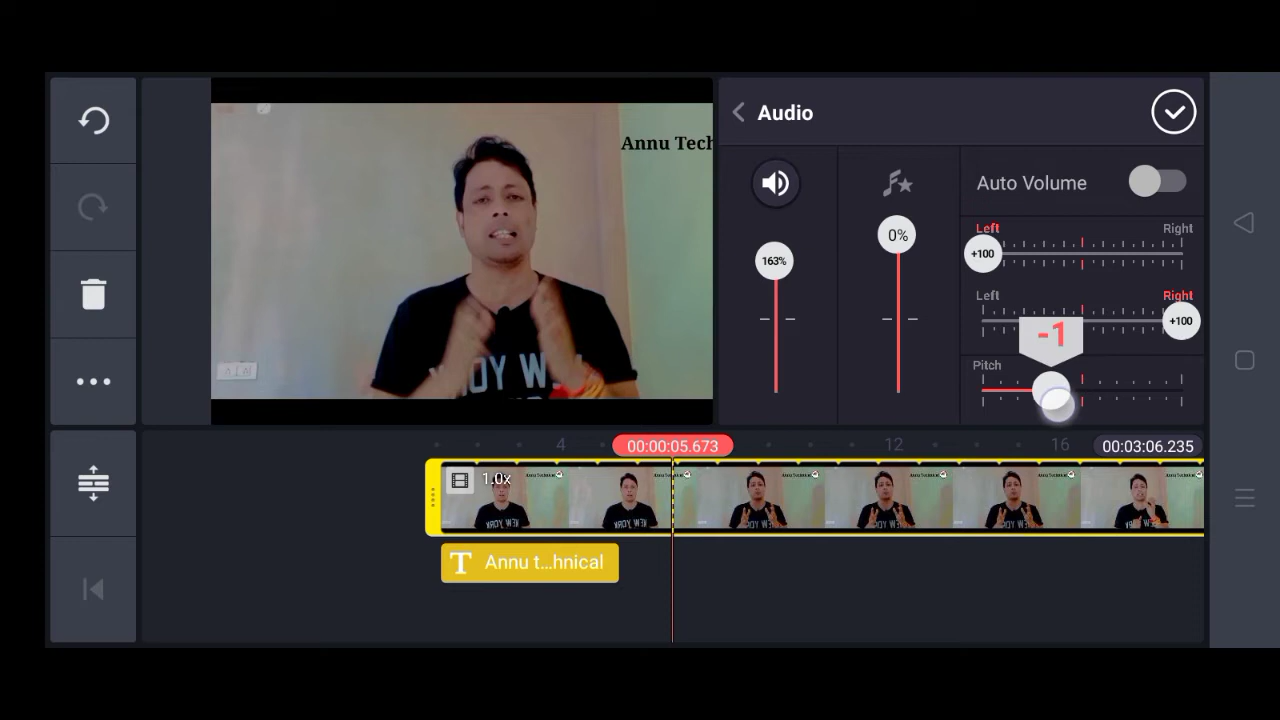 Audio
Annu Tech
Auto Volume
163%
0%
Left
Right
+100
Left
Right
+100
-1
Pitch
4
00:00:05.673
12
16
00:03:06.235
1.0x
T Annu t...hnical